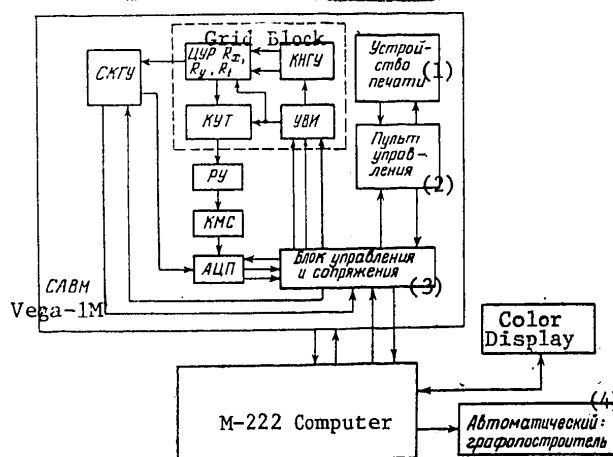 Grid Block
СКГУ
ЦУР Rx,
Ry, Rt
КНГУ
Устрой-
ство
печати
(1)
КУТ
УВИ
Пульт
управ-
ления
(2)
РУ
КМС
АЦП
Блок управления
и сопряжения
(3)
САВМ
Vega-1M
Color
Display
M-222 Computer
(4)
Автоматический
графопостроитель